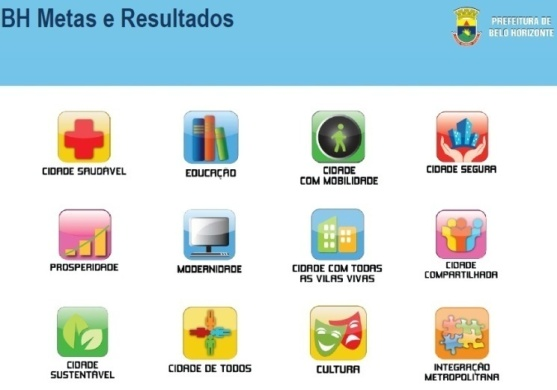 BH Metas e Resultados
PREFEITURA DE
BELO HORIZONTE
CIDADE SAUDÁVEL
EDUCAÇÃO
CIDADE
COM MOBILIDADE
CIDADE SEGURA
PROSPERIDADE
MODERNIDADE
CIDADE COM TODAS
AS VILAS VIVAS
CIDADE
COMPARTILHADA
CIDADE
SUSTENTÁVEL
CIDADE DE TODOS
CULTURA
INTEGRAÇÃO
METROPOLITANA